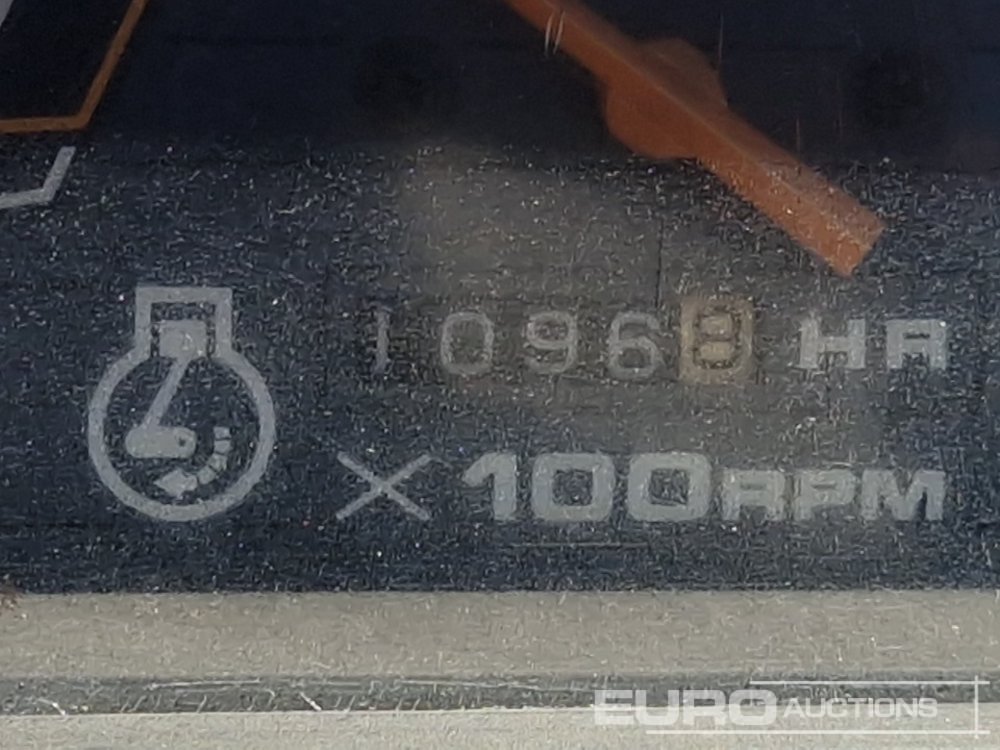 10968 HR
×100RPM
EURO AUCTIONS